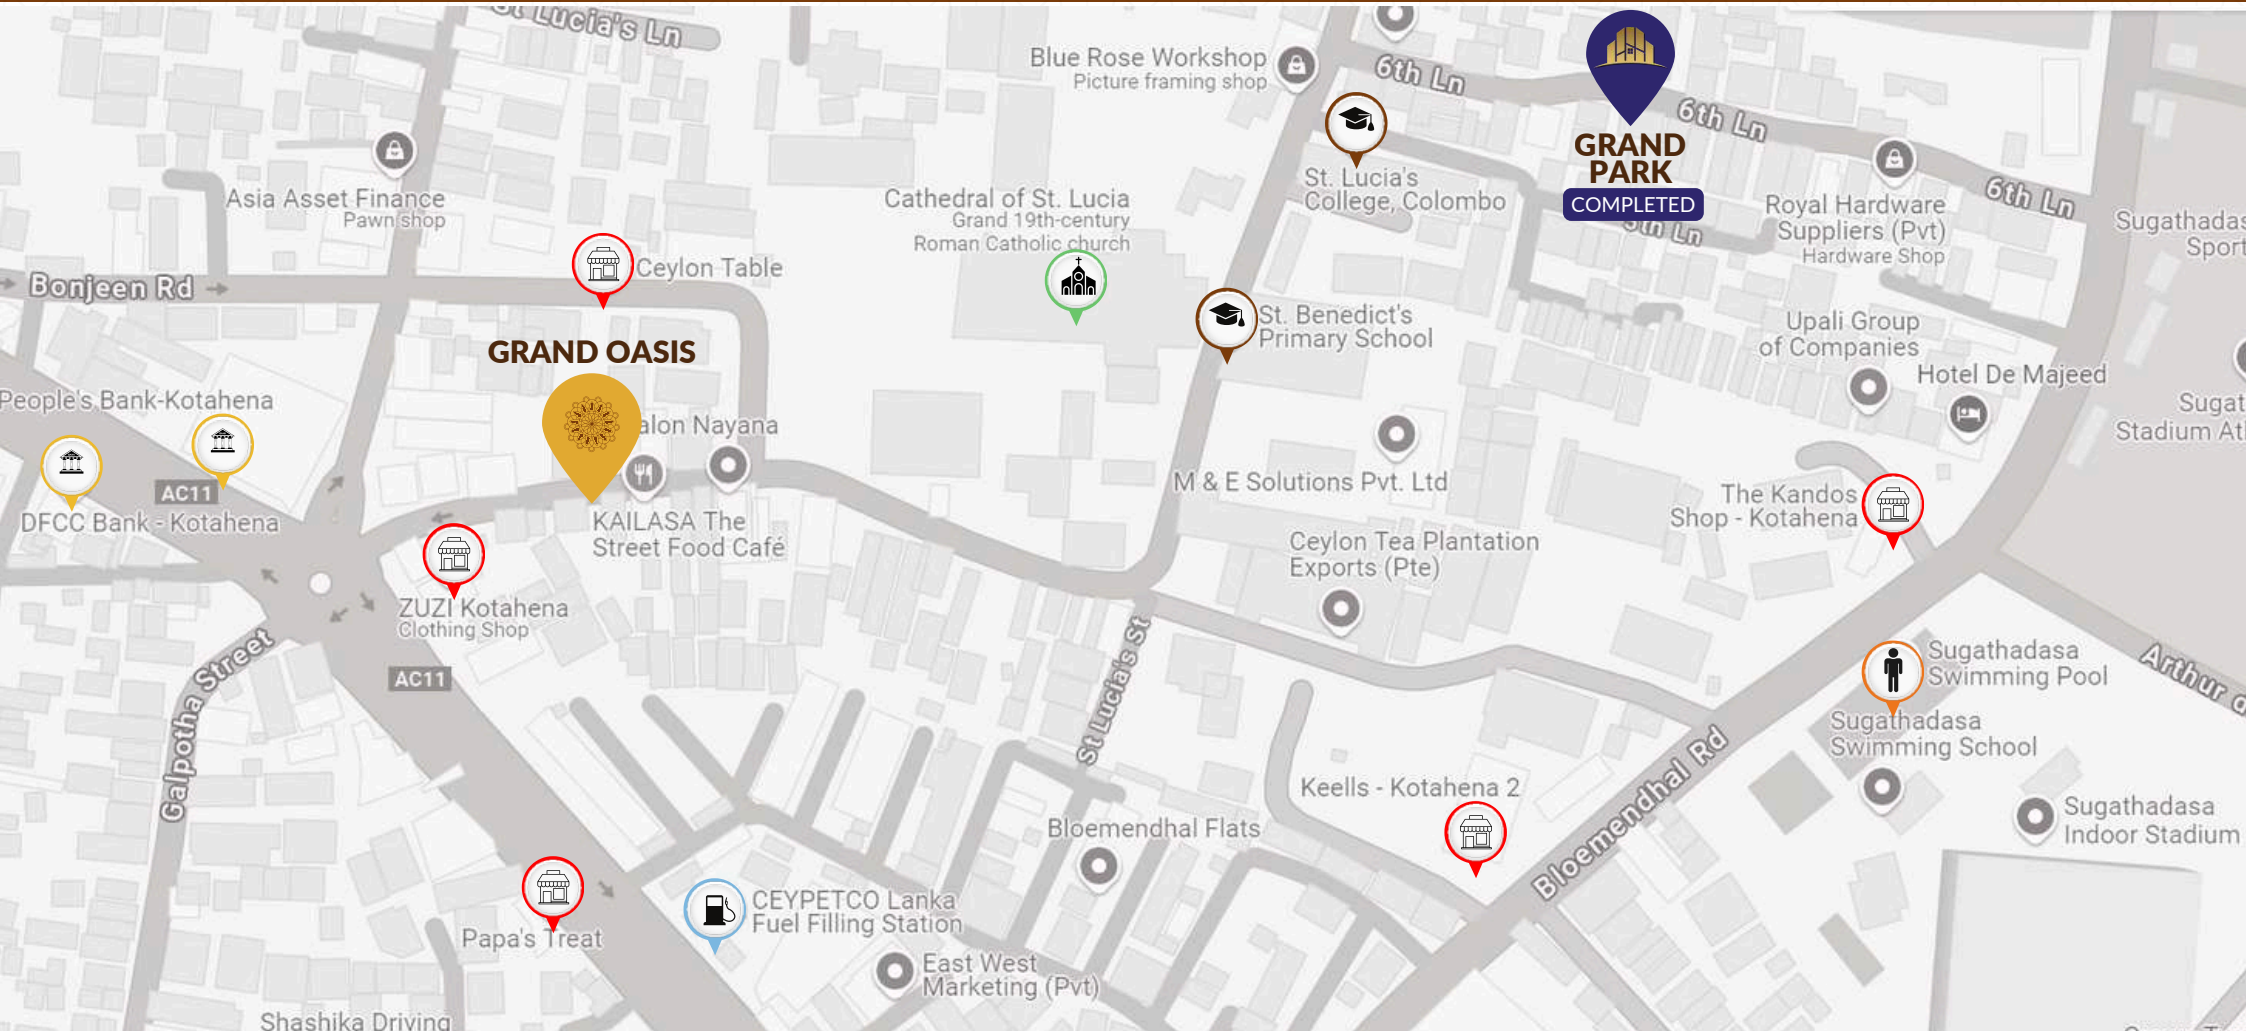 St Lucia's Ln
Blue Rose Workshop
Picture framing shop
6th Ln
6th Ln
6th Ln
GRAND
PARK
COMPLETED
5th Ln
St. Lucia's
College, Colombo
Asia Asset Finance
Pawn shop
Cathedral of St. Lucia
Grand 19th-century
Roman Catholic church
Royal Hardware
Suppliers (Pvt)
Hardware Shop
Sugathadas
Sport
Bonjeen Rd
Ceylon Table
St. Benedict's
Primary School
Upali Group
of Companies
Hotel De Majeed
GRAND OASIS
People's Bank-Kotahena
alon Nayana
Sugat
Stadium Atl
AC11
DFCC Bank - Kotahena
M & E Solutions Pvt. Ltd
The Kandos
Shop - Kotahena
KAILASA The
Street Food Café
Ceylon Tea Plantation
Exports (Pte)
ZUZI Kotahena
Clothing Shop
AC11
Galpotha Street
St Lucia's St
Sugathadasa
Swimming Pool
Arthur d
Sugathadasa
Swimming School
Bloemendhal Rd
Keells - Kotahena 2
Bloemendhal Flats
Sugathadasa
Indoor Stadium
CEYPETCO Lanka
Fuel Filling Station
Papa's Treat
East West
Marketing (Pvt)
Shashika Driving